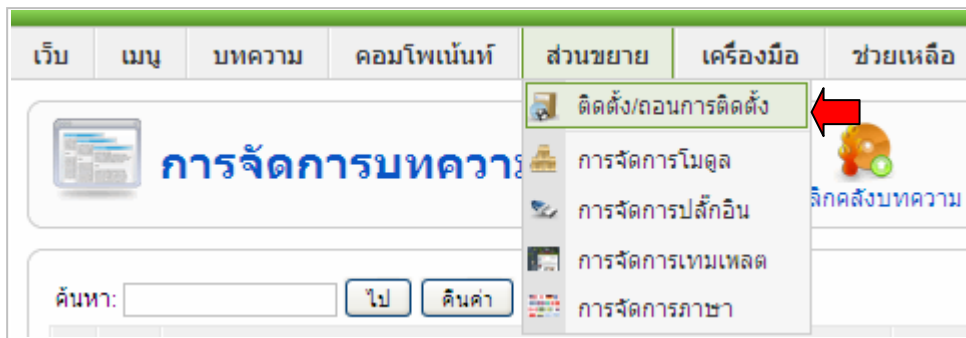 เว็บ เมนู บทความ คอมโพเน้นท์ ส่วนขยาย เครื่องมือ ช่วยเหลือ
ติดตั้ง/ถอนการติดตั้ง
การจัดการบทความ
การจัดการโมดูล
ลิกคลังบทความ
การจัดการปลั๊กอิน
การจัดการเทมเพลต
ค้นหา: ไป คืนค่า
การจัดการภาษา